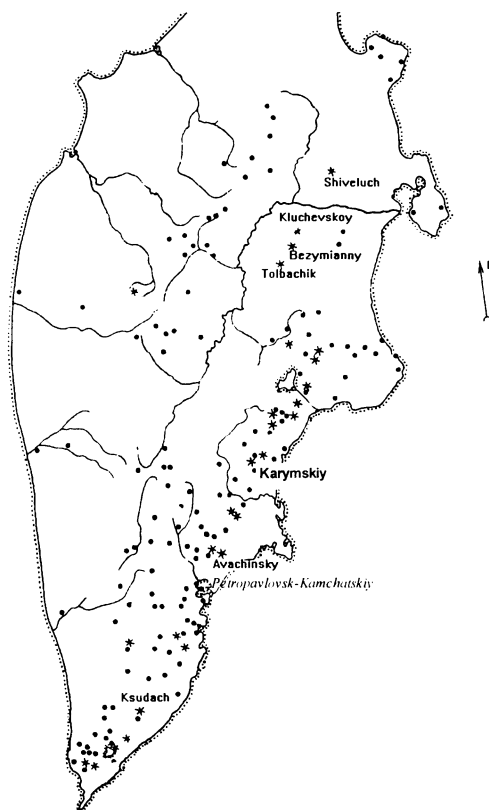 Shiveluch
Kluchevskoy
Bezymianny
Tolbachik
Karymskiy
Avachinsky
Petropavlovsk-Kamchatskiy
Ksudach